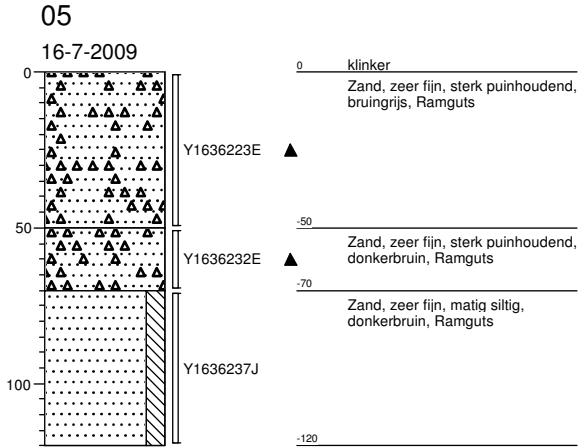 05
16-7-2009
0
0
klinker
Zand, zeer fijn, sterk puinhoudend,
bruingrijs, Ramguts
Y1636223E
50
-50
Zand, zeer fijn, sterk puinhoudend,
donkerbruin, Ramguts
Y1636232E
-70
Zand, zeer fijn, matig siltig,
donkerbruin, Ramguts
Y1636237J
100
-120